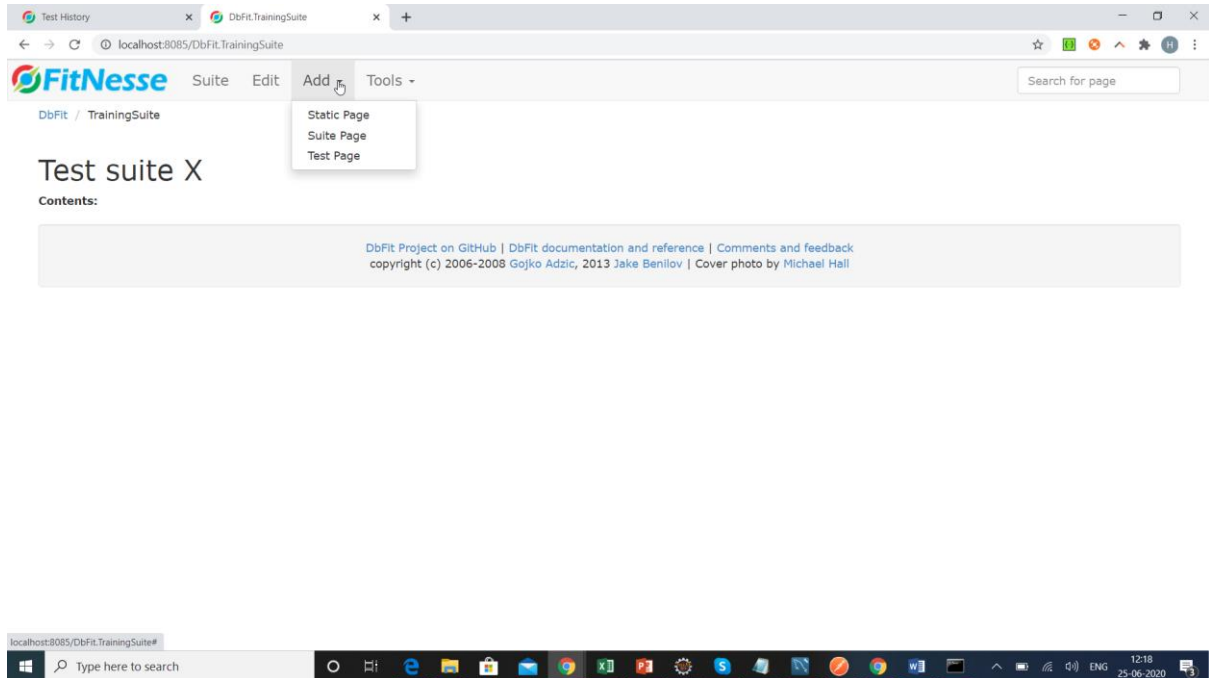 Test History
DbFit.TrainingSuite
localhost:8085/DbFit.TrainingSuite
H
FitNesse Suite Edit Add Tools
Search for page
DbFit / TrainingSuite
Static Page
Suite Page
Test Page
Test suite X
Contents:
DbFit Project on GitHub | DbFit documentation and reference | Comments and feedback
copyright (c) 2006-2008 Gojko Adzic, 2013 Jake Benilov | Cover photo by Michael Hall
localhost:8085/DbFit.TrainingSuite#
Type here to search
ENG
12:18
25-06-2020
3